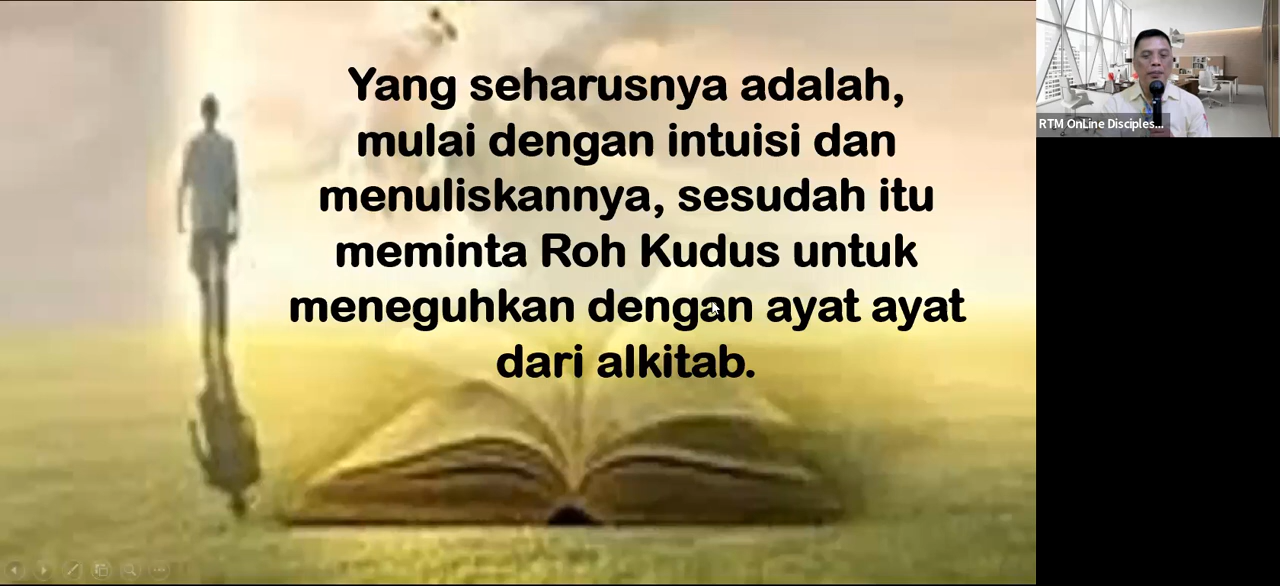 Yang seharusnya adalah,
mulai dengan intuisi dan
menuliskannya, sesudah itu
meminta Roh Kudus untuk
meneguhkan dengan ayat ayat
dari alkitab.
RTM OnLine Disciples...